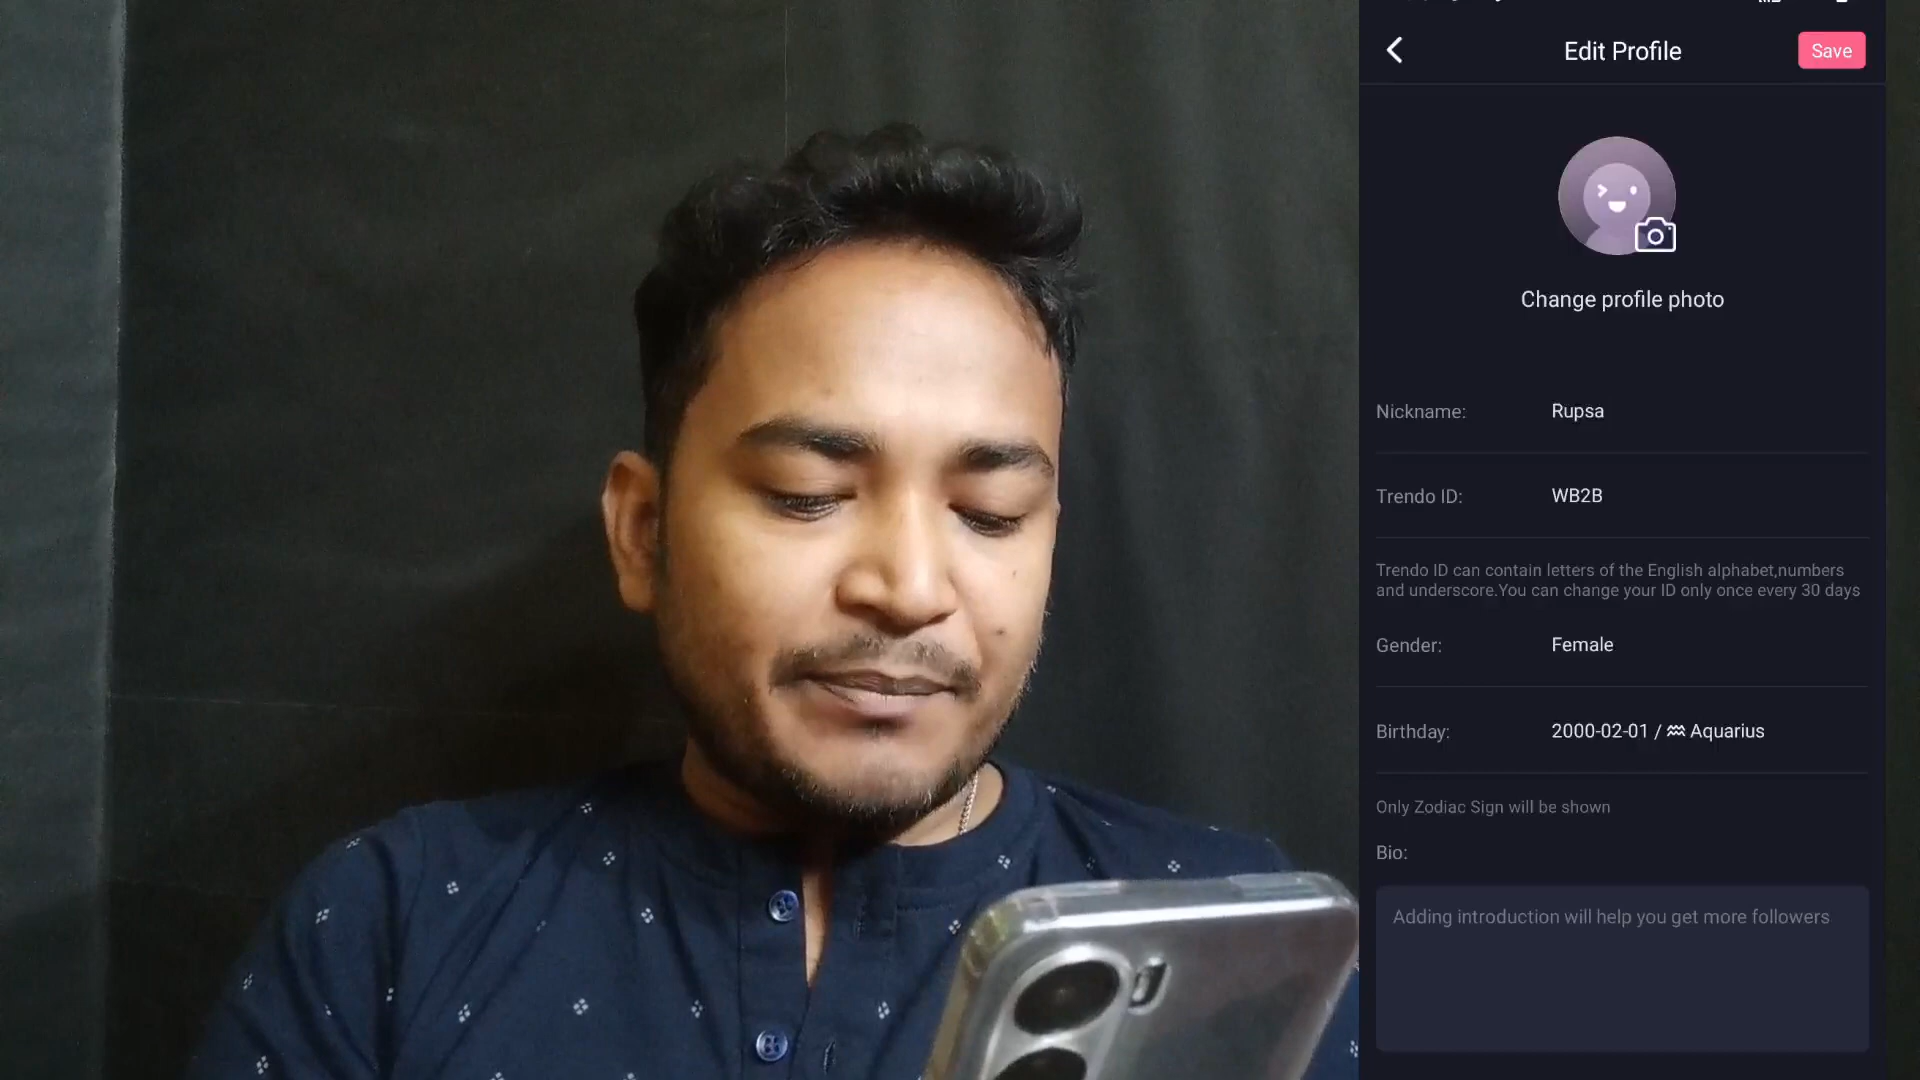 Edit Profile
Save
Change profile photo
Nickname: Rupsa
Trendo ID: WB2B
Trendo ID can contain letters of the English alphabet,numbers
and underscore.You can change your ID only once every 30 days
Gender: Female
Birthday: 2000-02-01 / ♒ Aquarius
Only Zodiac Sign will be shown
Bio:
Adding introduction will help you get more followers